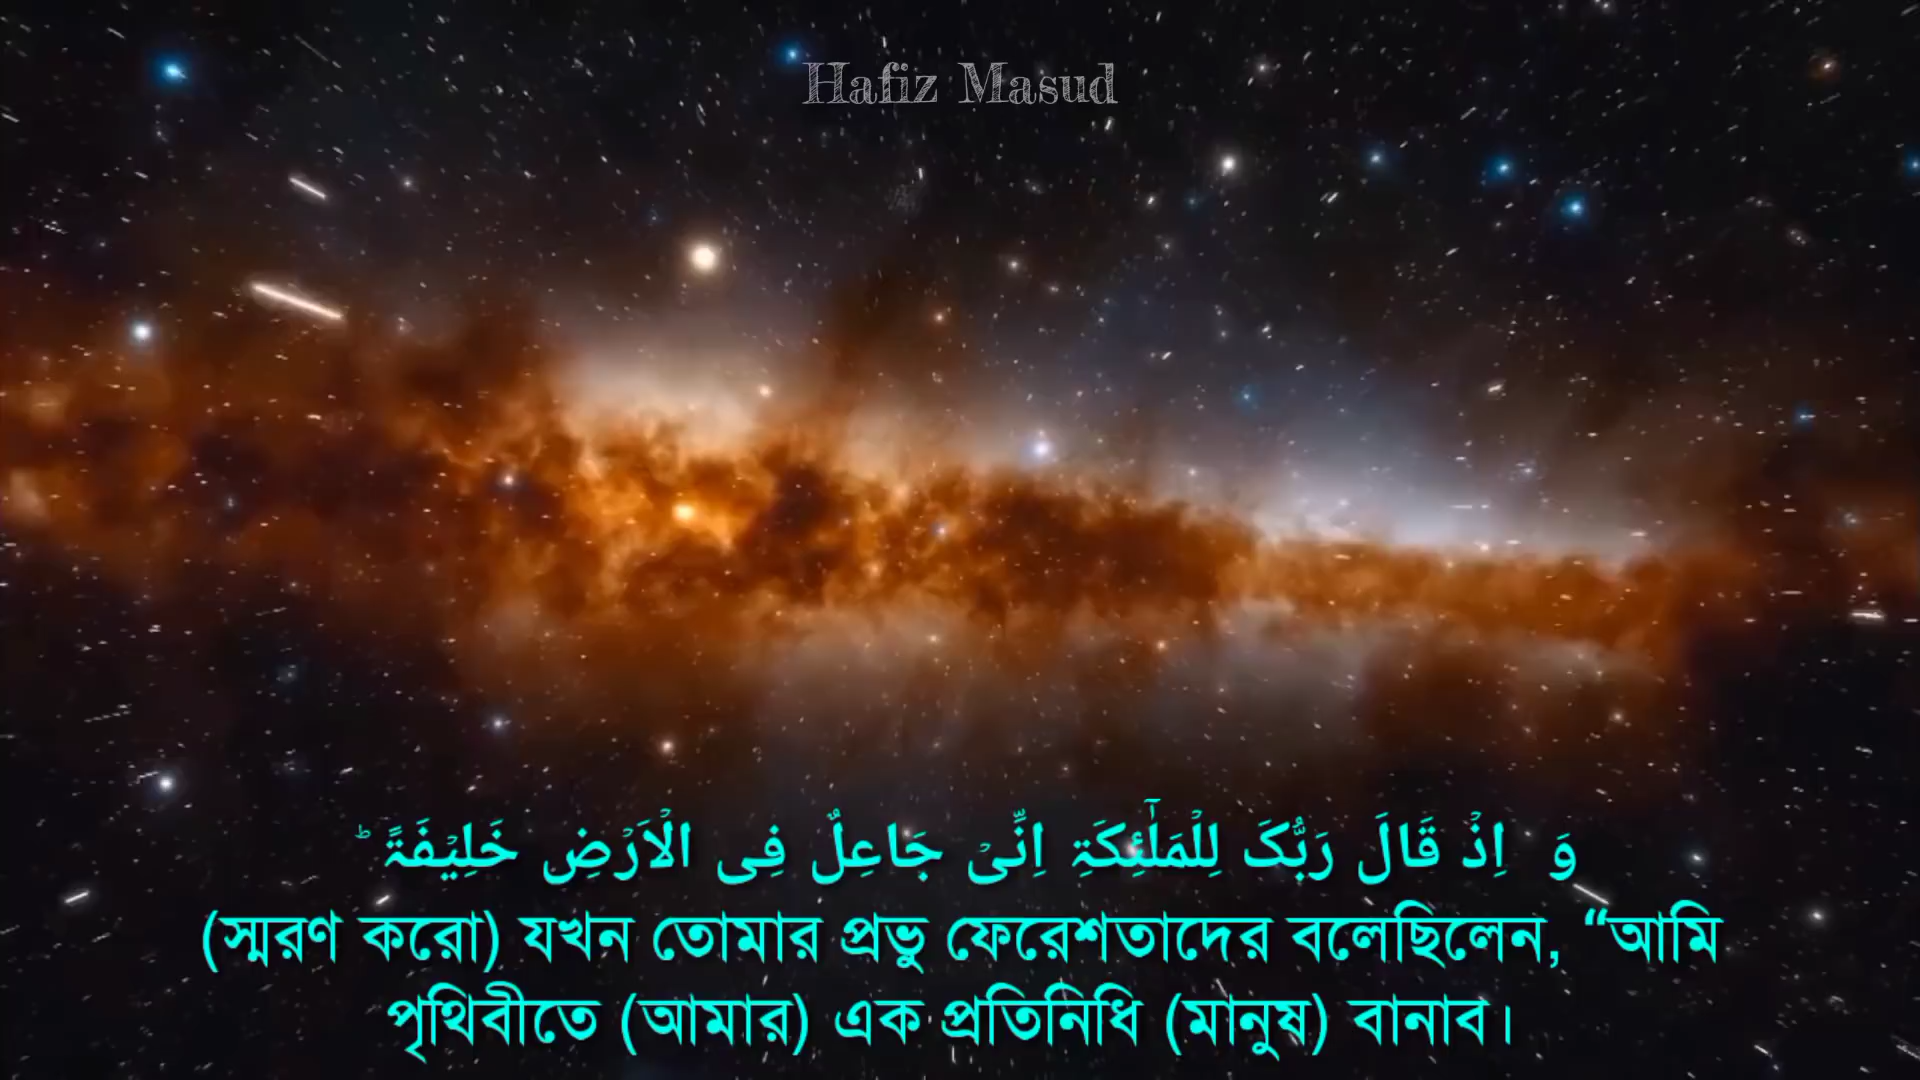 Hafiz Masud
وَ اِذۡ قَالَ رَبُّکَ لِلۡمَلٰٓئِکَۃِ اِنِّیۡ جَاعِلٌ فِی الۡاَرۡضِ خَلِیۡفَۃً ؕ
(স্মরণ করো) যখন তোমার প্রভু ফেরেশতাদের বলেছিলেন, “আমি
পৃথিবীতে (আমার) এক প্রতিনিধি (মানুষ) বানাব।